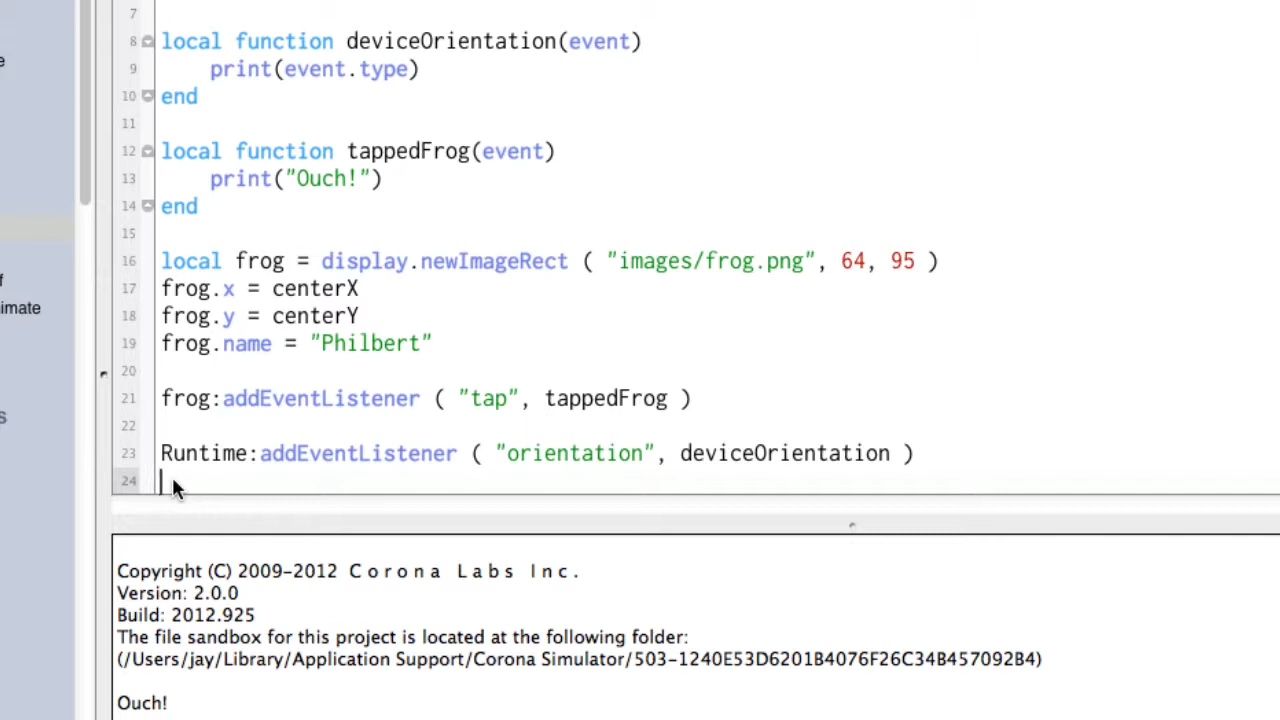 7
8 local function deviceOrientation(event)
9 print(event.type)
10 end
11
12 local function tappedFrog(event)
13 print("Ouch!")
14 end
15
16 local frog = display.newImageRect ( "images/frog.png", 64, 95 )
17 frog.x = centerX
18 frog.y = centerY
19 frog.name = "Philbert"
20
21 frog:addEventListener ( "tap", tappedFrog )
22
23 Runtime:addEventListener ( "orientation", deviceOrientation )
24
e
f
imate
s
Copyright (C) 2009-2012 C o r o n a L a b s I n c .
Version: 2.0.0
Build: 2012.925
The file sandbox for this project is located at the following folder:
(/Users/jay/Library/Application Support/Corona Simulator/503-1240E53D6201B4076F26C34B457092B4)
Ouch!